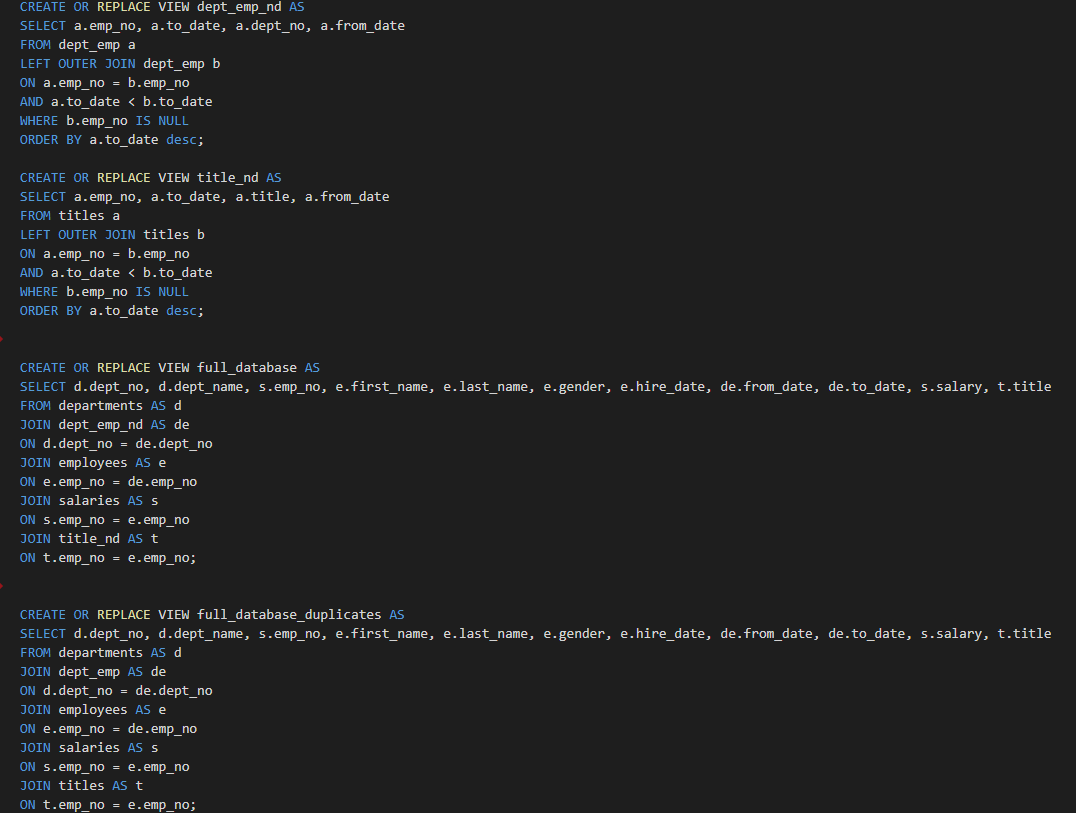 CREATE OR REPLACE VIEW dept_emp_nd AS
SELECT a.emp_no, a.to_date, a.dept_no, a.from_date
FROM dept_emp a
LEFT OUTER JOIN dept_emp b
ON a.emp_no = b.emp_no
AND a.to_date < b.to_date
WHERE b.emp_no IS NULL
ORDER BY a.to_date desc;
CREATE OR REPLACE VIEW title_nd AS
SELECT a.emp_no, a.to_date, a.title, a.from_date
FROM titles a
LEFT OUTER JOIN titles b
ON a.emp_no = b.emp_no
AND a.to_date < b.to_date
WHERE b.emp_no IS NULL
ORDER BY a.to_date desc;
CREATE OR REPLACE VIEW full_database AS
SELECT d.dept_no, d.dept_name, s.emp_no, e.first_name, e.last_name, e.gender, e.hire_date, de.from_date, de.to_date, s.salary, t.title
FROM departments AS d
JOIN dept_emp_nd AS de
ON d.dept_no = de.dept_no
JOIN employees AS e
ON e.emp_no = de.emp_no
JOIN salaries AS s
ON s.emp_no = e.emp_no
JOIN title_nd AS t
ON t.emp_no = e.emp_no;
CREATE OR REPLACE VIEW full_database_duplicates AS
SELECT d.dept_no, d.dept_name, s.emp_no, e.first_name, e.last_name, e.gender, e.hire_date, de.from_date, de.to_date, s.salary, t.title
FROM departments AS d
JOIN dept_emp AS de
ON d.dept_no = de.dept_no
JOIN employees AS e
ON e.emp_no = de.emp_no
JOIN salaries AS s
ON s.emp_no = e.emp_no
JOIN titles AS t
ON t.emp_no = e.emp_no;